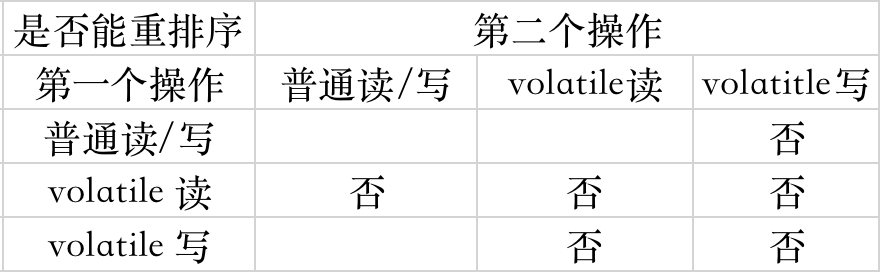 是否能重排序 第二个操作
第一个操作 普通读/写 volatile读 volatitle写
普通读/写 否
volatile 读 否 否 否
volatile 写 否 否